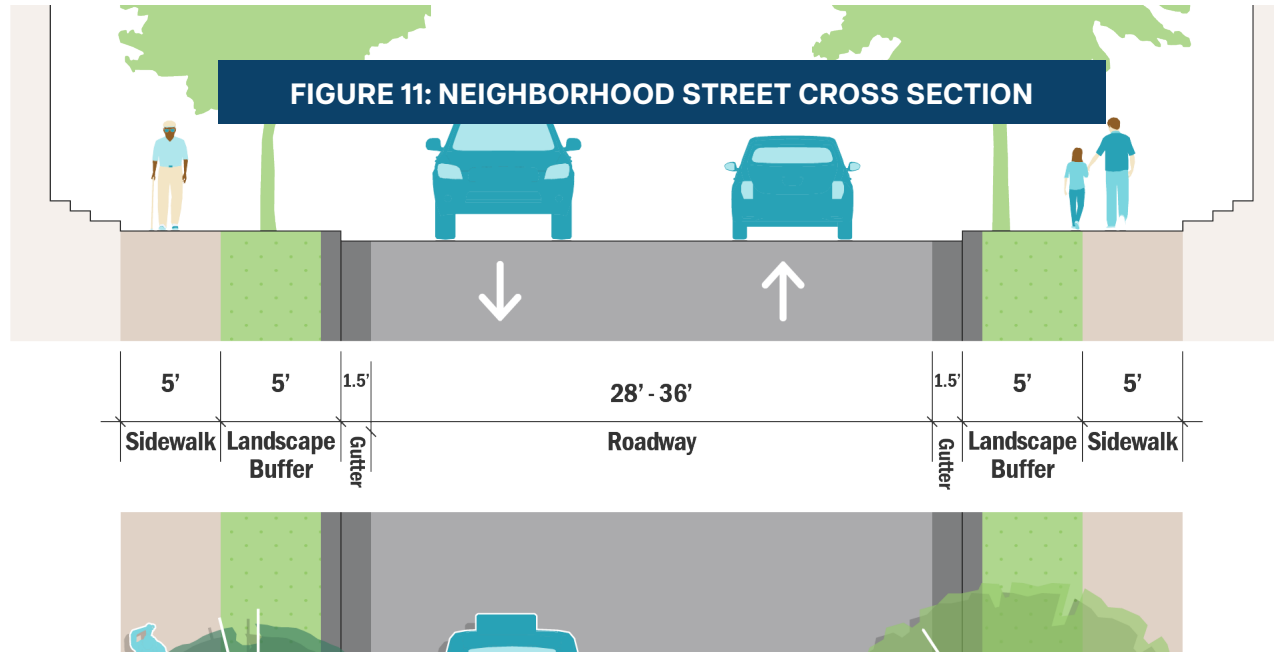 FIGURE 11: NEIGHBORHOOD STREET CROSS SECTION
5’ 5’ 1.5’ 28’ - 36’ 1.5’ 5’ 5’
Sidewalk Landscape Buffer Gutter Roadway Gutter Landscape Buffer Sidewalk